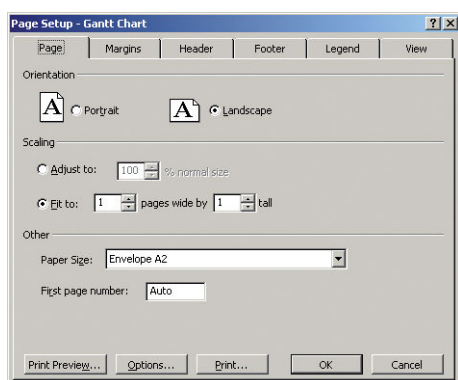 Page Setup - Gantt Chart
Page Margins Header Footer Legend View
Orientation
A Portrait A Landscape
Scaling
Adjust to: 100 % normal size
Fit to: 1 pages wide by 1 tall
Other
Paper Size: Envelope A2
First page number: Auto
Print Preview... Options... Print... OK Cancel